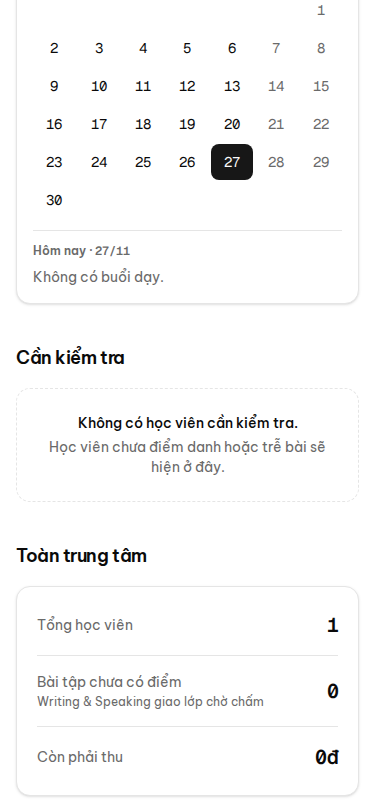 1
2 3 4 5 6 7 8
9 10 11 12 13 14 15
16 17 18 19 20 21 22
23 24 25 26 27 28 29
30
Hôm nay · 27/11
Không có buổi dạy.
Cần kiểm tra
Không có học viên cần kiểm tra.
Học viên chưa điểm danh hoặc trễ bài sẽ
hiện ở đây.
Toàn trung tâm
Tổng học viên 1
Bài tập chưa có điểm 0
Writing & Speaking giao lớp chờ chấm
Còn phải thu 0đ